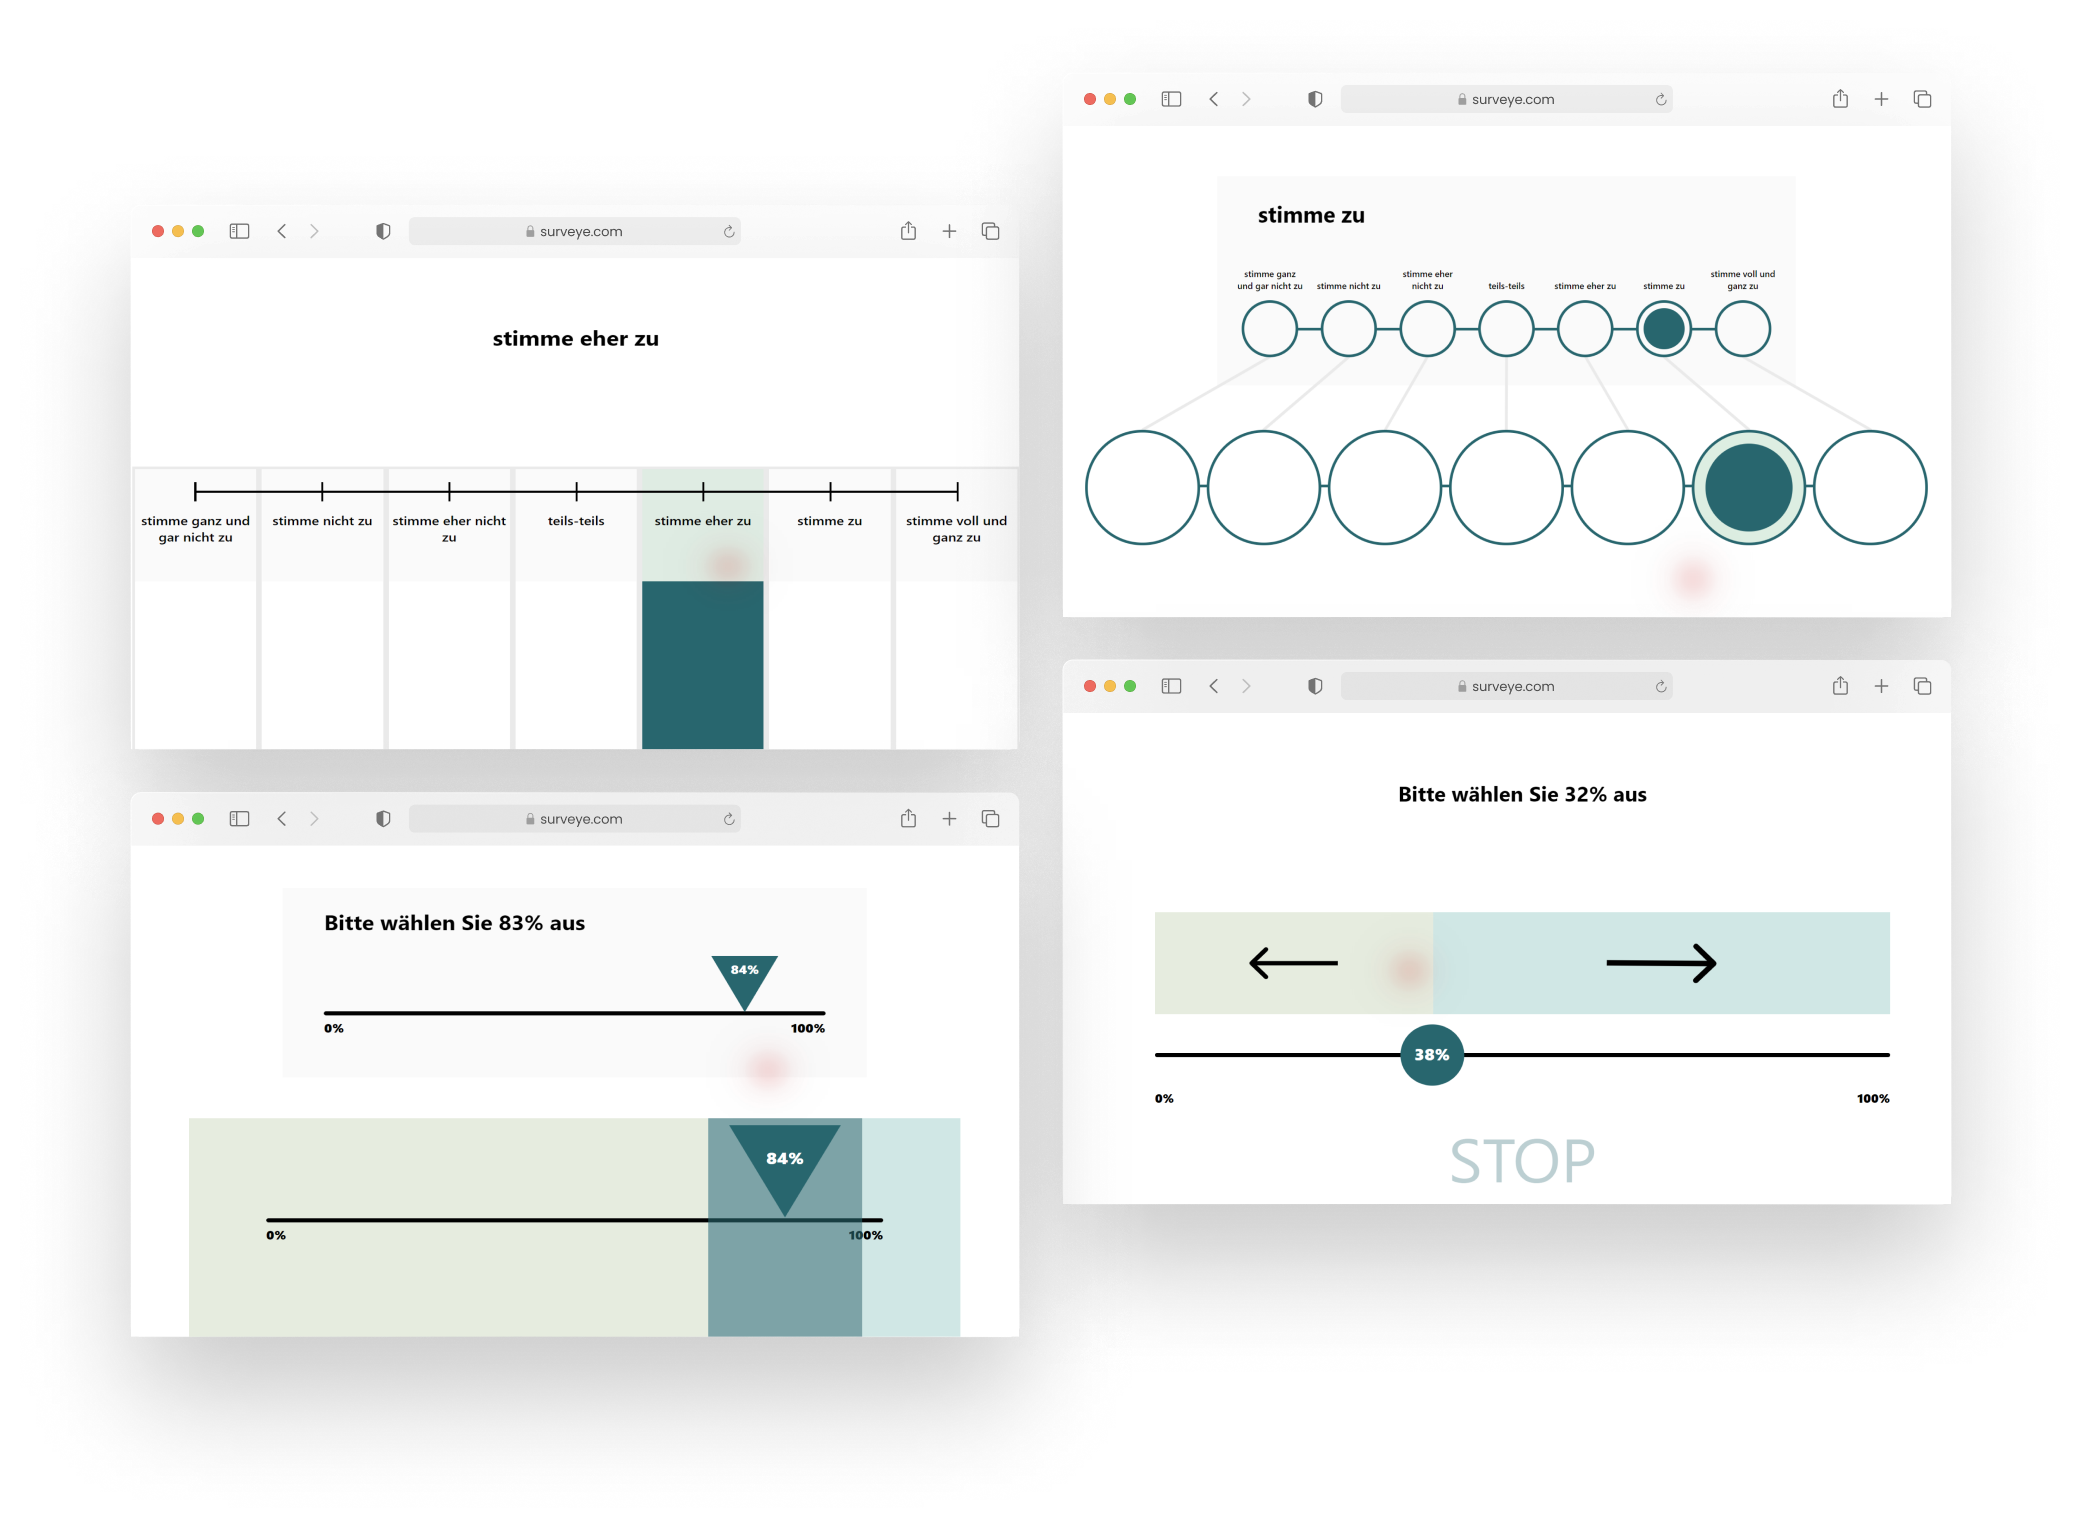 surveye.com
stimme eher zu
stimme ganz und gar nicht zu
stimme nicht zu
stimme eher nicht zu
teils-teils
stimme eher zu
stimme zu
stimme voll und ganz zu
surveye.com
stimme zu
stimme ganz und gar nicht zu
stimme nicht zu
stimme eher nicht zu
teils-teils
stimme eher zu
stimme zu
stimme voll und ganz zu
surveye.com
Bitte wählen Sie 83% aus
84%
0%
100%
84%
0%
100%
surveye.com
Bitte wählen Sie 32% aus
38%
0%
100%
STOP